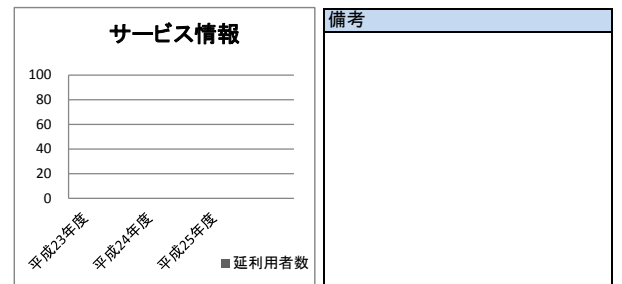 サービス情報
100
80
60
40
20
0
平成23年度
平成24年度
平成25年度
■延利用者数
備考